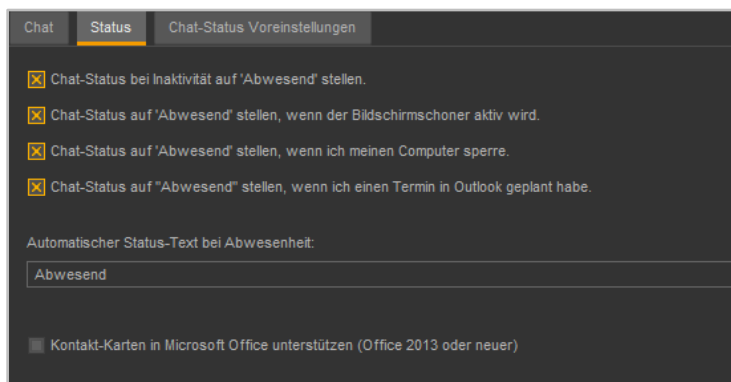 Chat Status Chat-Status Voreinstellungen
Chat-Status bei Inaktivität auf 'Abwesend' stellen.
Chat-Status auf 'Abwesend' stellen, wenn der Bildschirmschoner aktiv wird.
Chat-Status auf 'Abwesend' stellen, wenn ich meinen Computer sperre.
Chat-Status auf "Abwesend" stellen, wenn ich einen Termin in Outlook geplant habe.
Automatischer Status-Text bei Abwesenheit:
Abwesend
Kontakt-Karten in Microsoft Office unterstützen (Office 2013 oder neuer)